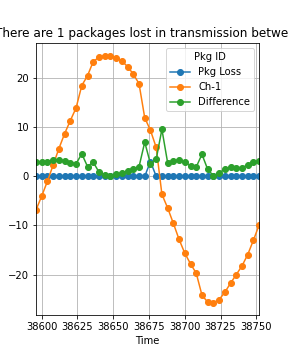 There are 1 packages lost in transmission betwe
Pkg ID
Pkg Loss
Ch-1
Difference
20
10
0
−10
−20
38600 38625 38650 38675 38700 38725 38750
Time